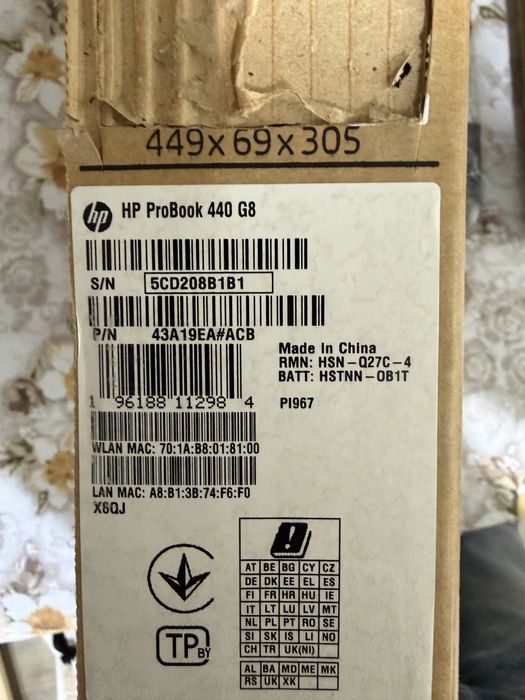 449x69x305
hp HP ProBook 440 G8
S/N 5CD208B1B1
P/N 43A19EA#ACB
Made in China
RMN: HSN-Q27C-4
BATT: HSTNN-OB1T
1 96188 11298 4
PI967
WLAN MAC: 70:1A:B8:01:81:00
LAN MAC: A8:B1:3B:74:F6:F0
X6QJ
AT BE BG CY CZ
DE DK EE EL ES
FI FR HR HU IE
IT LT LU LV MT
NL PL PT RO SE
SI SK IS LI NO
CH TR UK(NI)
TP BY
AL BA MD ME MK
RS UK XK